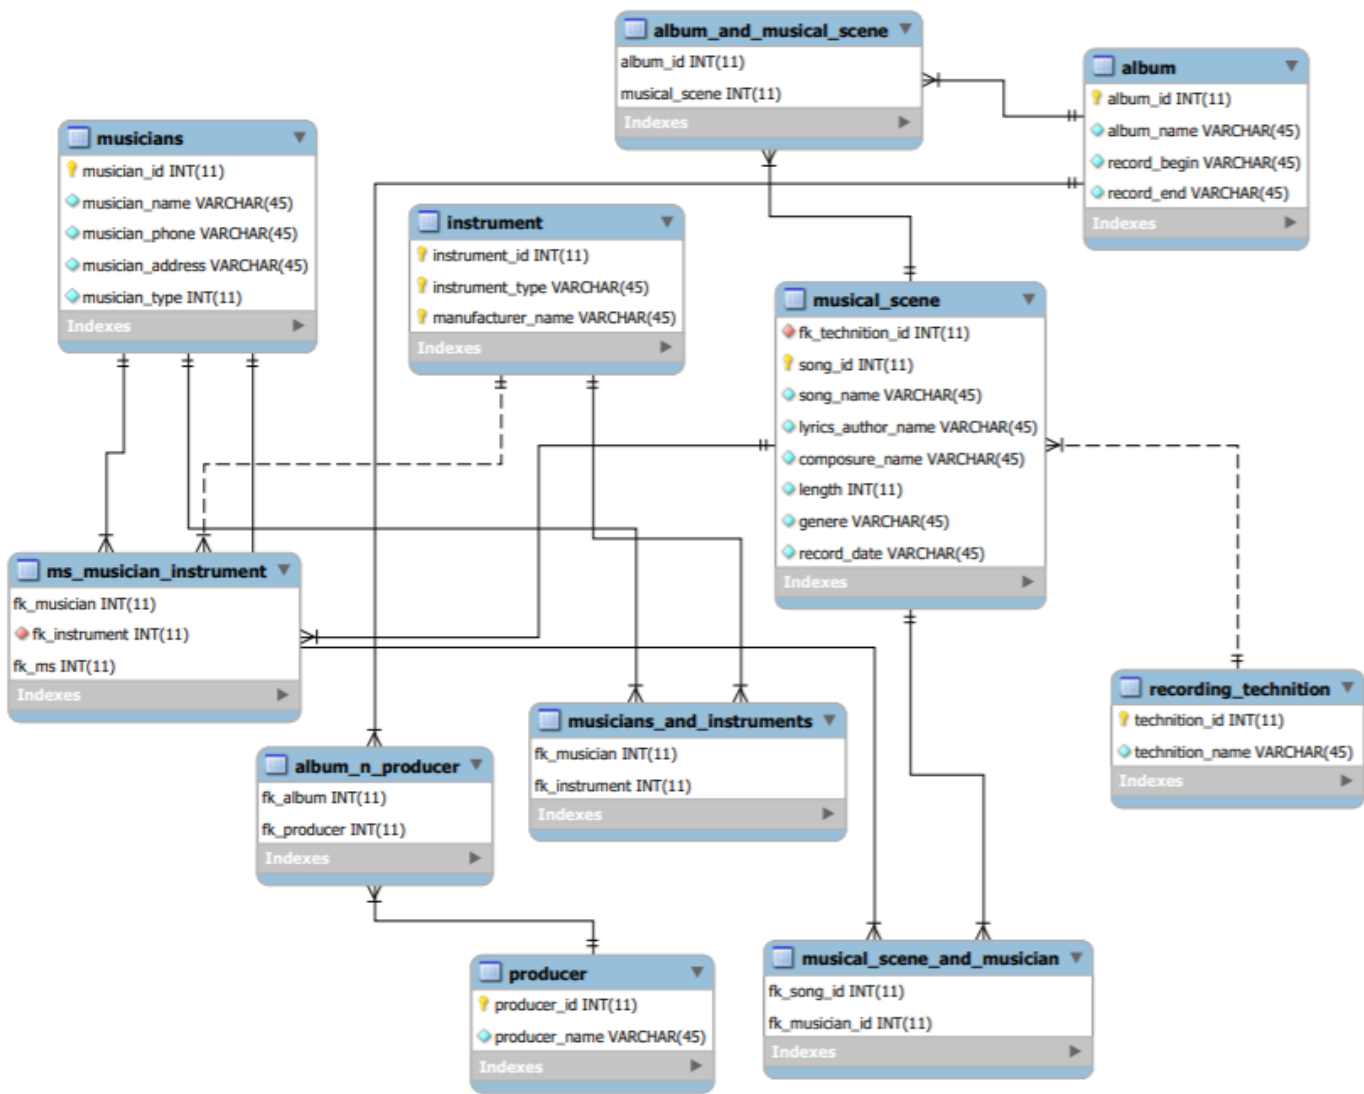 album_and_musical_scene
album_id INT(11)
musical_scene INT(11)
Indexes
album
album_id INT(11)
album_name VARCHAR(45)
record_begin VARCHAR(45)
record_end VARCHAR(45)
Indexes
musicians
musician_id INT(11)
musician_name VARCHAR(45)
musician_phone VARCHAR(45)
musician_address VARCHAR(45)
musician_type INT(11)
Indexes
instrument
instrument_id INT(11)
instrument_type VARCHAR(45)
manufacturer_name VARCHAR(45)
Indexes
musical_scene
fk_technition_id INT(11)
song_id INT(11)
song_name VARCHAR(45)
lyrics_author_name VARCHAR(45)
composure_name VARCHAR(45)
length INT(11)
genere VARCHAR(45)
record_date VARCHAR(45)
Indexes
ms_musician_instrument
fk_musician INT(11)
fk_instrument INT(11)
fk_ms INT(11)
Indexes
recording_technition
technition_id INT(11)
technition_name VARCHAR(45)
Indexes
musicians_and_instruments
fk_musician INT(11)
fk_instrument INT(11)
Indexes
album_n_producer
fk_album INT(11)
fk_producer INT(11)
Indexes
producer
producer_id INT(11)
producer_name VARCHAR(45)
Indexes
musical_scene_and_musician
fk_song_id INT(11)
fk_musician_id INT(11)
Indexes